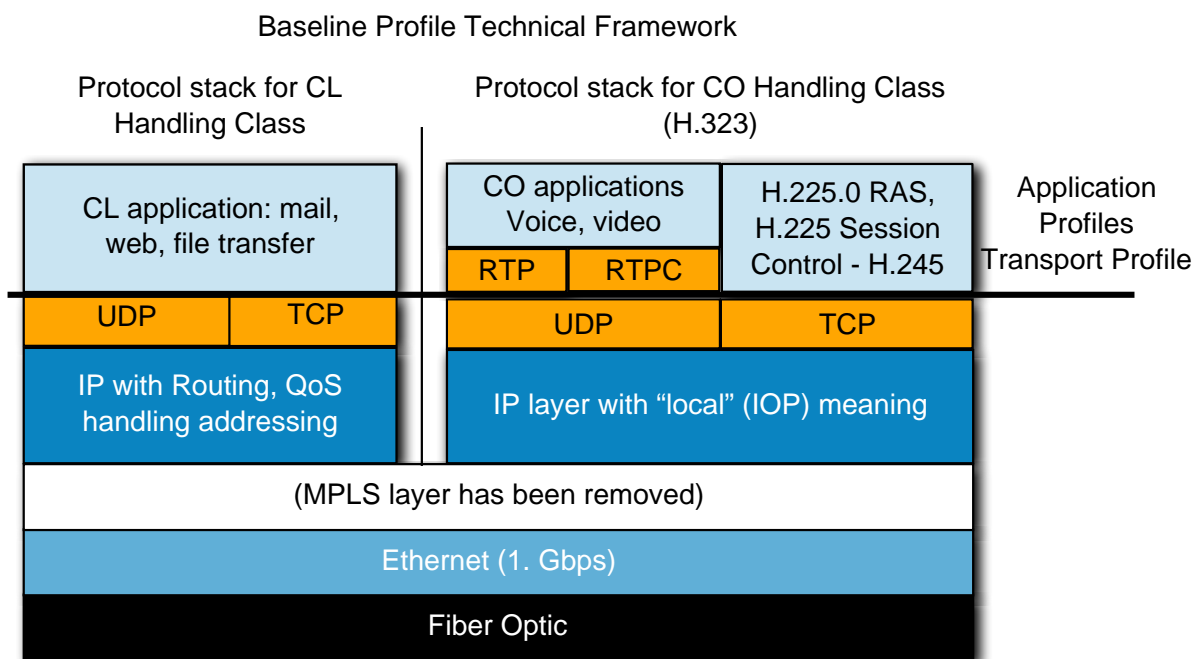 Baseline Profile Technical Framework
Protocol stack for CL
Handling Class
Protocol stack for CO Handling Class
(H.323)
CL application: mail,
web, file transfer
CO applications
Voice, video
H.225.0 RAS,
H.225 Session
Control - H.245
RTP
RTPC
Application
Profiles
Transport Profile
UDP
TCP
UDP
TCP
IP with Routing, QoS
handling addressing
IP layer with “local” (IOP) meaning
(MPLS layer has been removed)
Ethernet (1. Gbps)
Fiber Optic